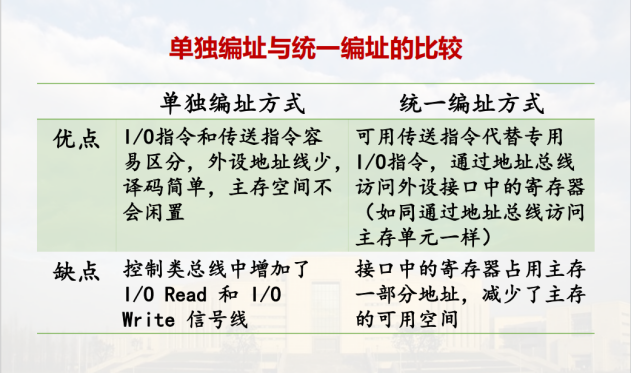 单独编址与统一编址的比较
单独编址方式
统一编址方式
优点
I/O指令和传送指令容
易区分，外设地址线少，
译码简单，主存空间不
会闲置
可用传送指令代替专用
I/O指令，通过地址总线
访问外设接口中的寄存器
（如同通过地址总线访问
主存单元一样）
缺点
控制类总线中增加了
I/O Read 和 I/O
Write 信号线
接口中的寄存器占用主存
一部分地址，减少了主存
的可用空间